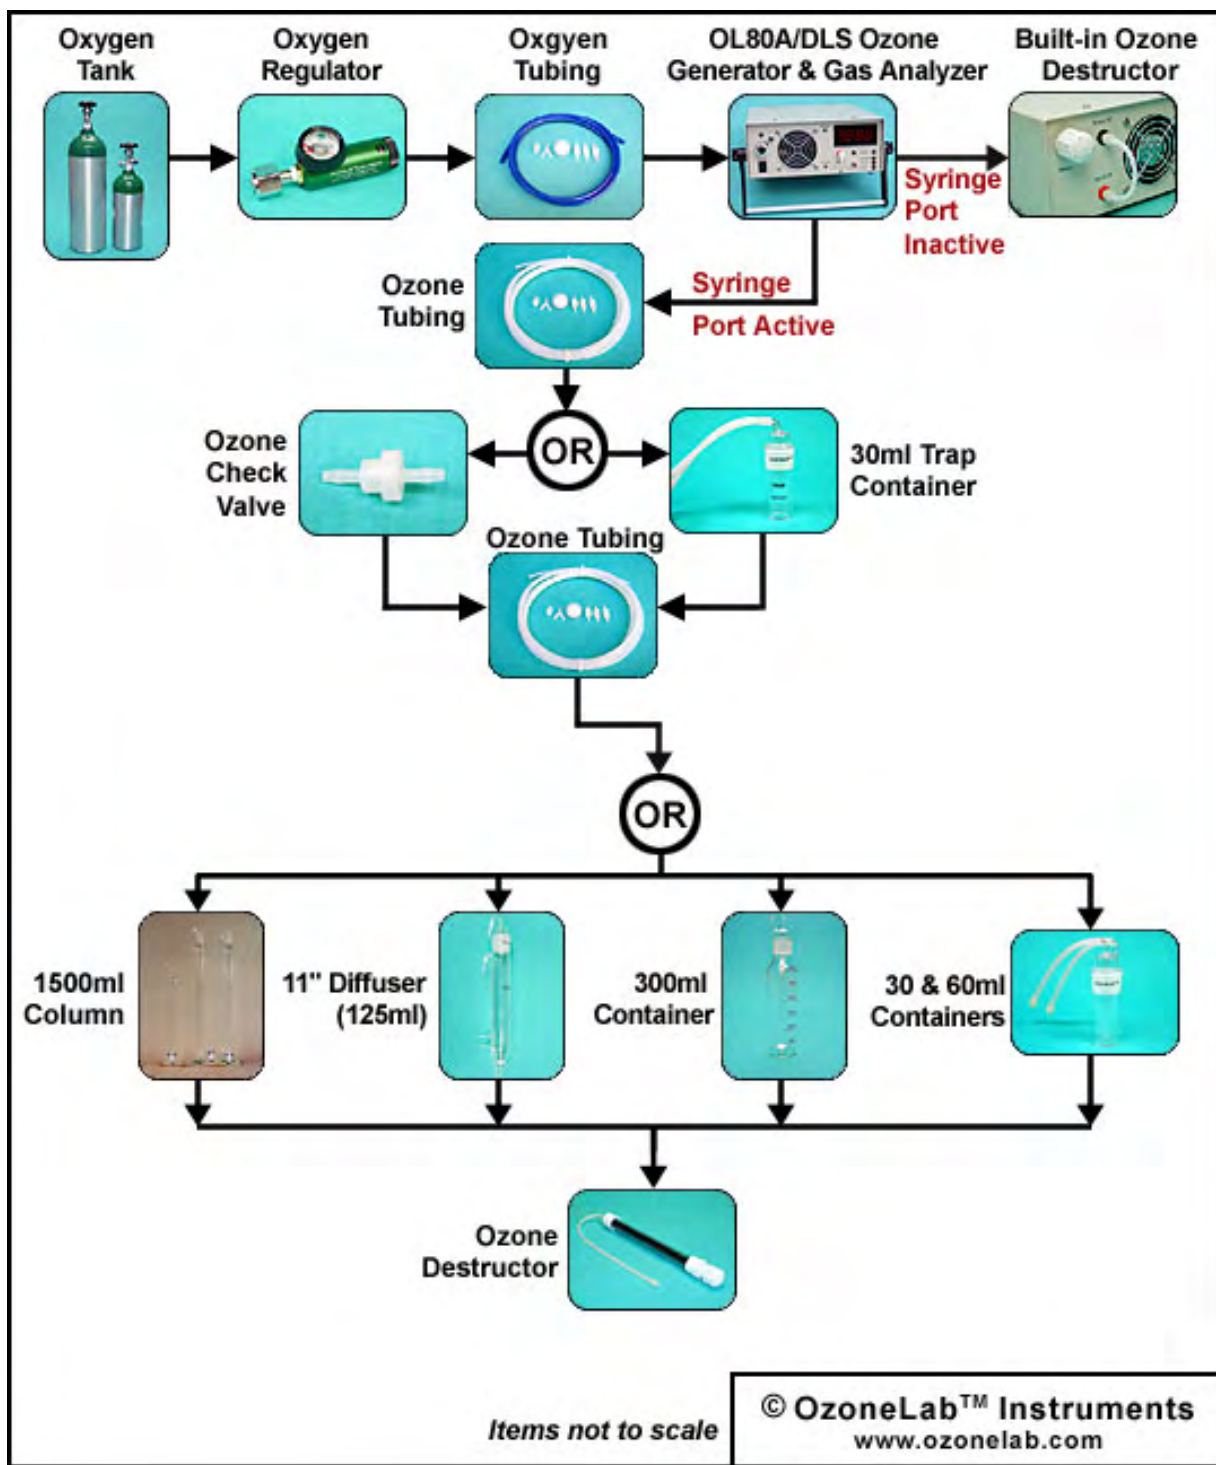 Oxygen
Tank
Oxygen
Regulator
Oxgyen
Tubing
OL80A/DLS Ozone
Generator & Gas Analyzer
Built-in Ozone
Destructor
Syringe
Port
Inactive
Ozone
Tubing
Syringe
Port Active
Ozone
Check
Valve
OR
30ml Trap
Container
Ozone Tubing
OR
1500ml
Column
11" Diffuser
(125ml)
300ml
Container
30 & 60ml
Containers
Ozone
Destructor
Items not to scale
© OzoneLab™ Instruments
www.ozonelab.com